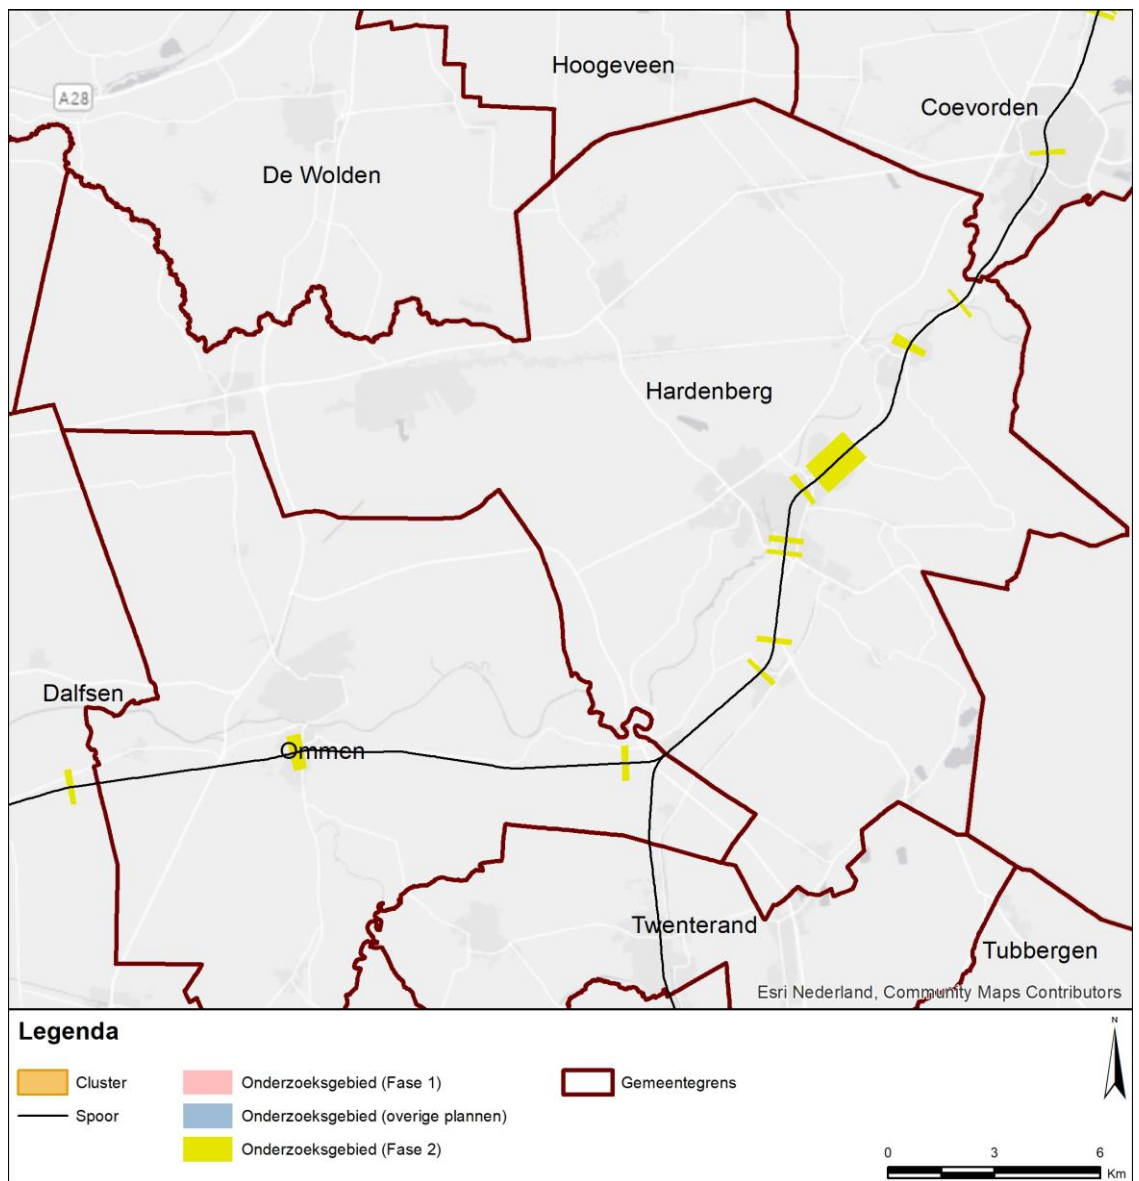 Hoogeveen
A28
Coevorden
De Wolden
Hardenberg
Dalfsen
Ommen
Twenterand
Tubbergen
Esri Nederland, Community Maps Contributors
Legenda
N
Cluster
Onderzoeksgebied (Fase 1)
Gemeentegrens
Spoor
Onderzoeksgebied (overige plannen)
Onderzoeksgebied (Fase 2)
0 3 6
Km